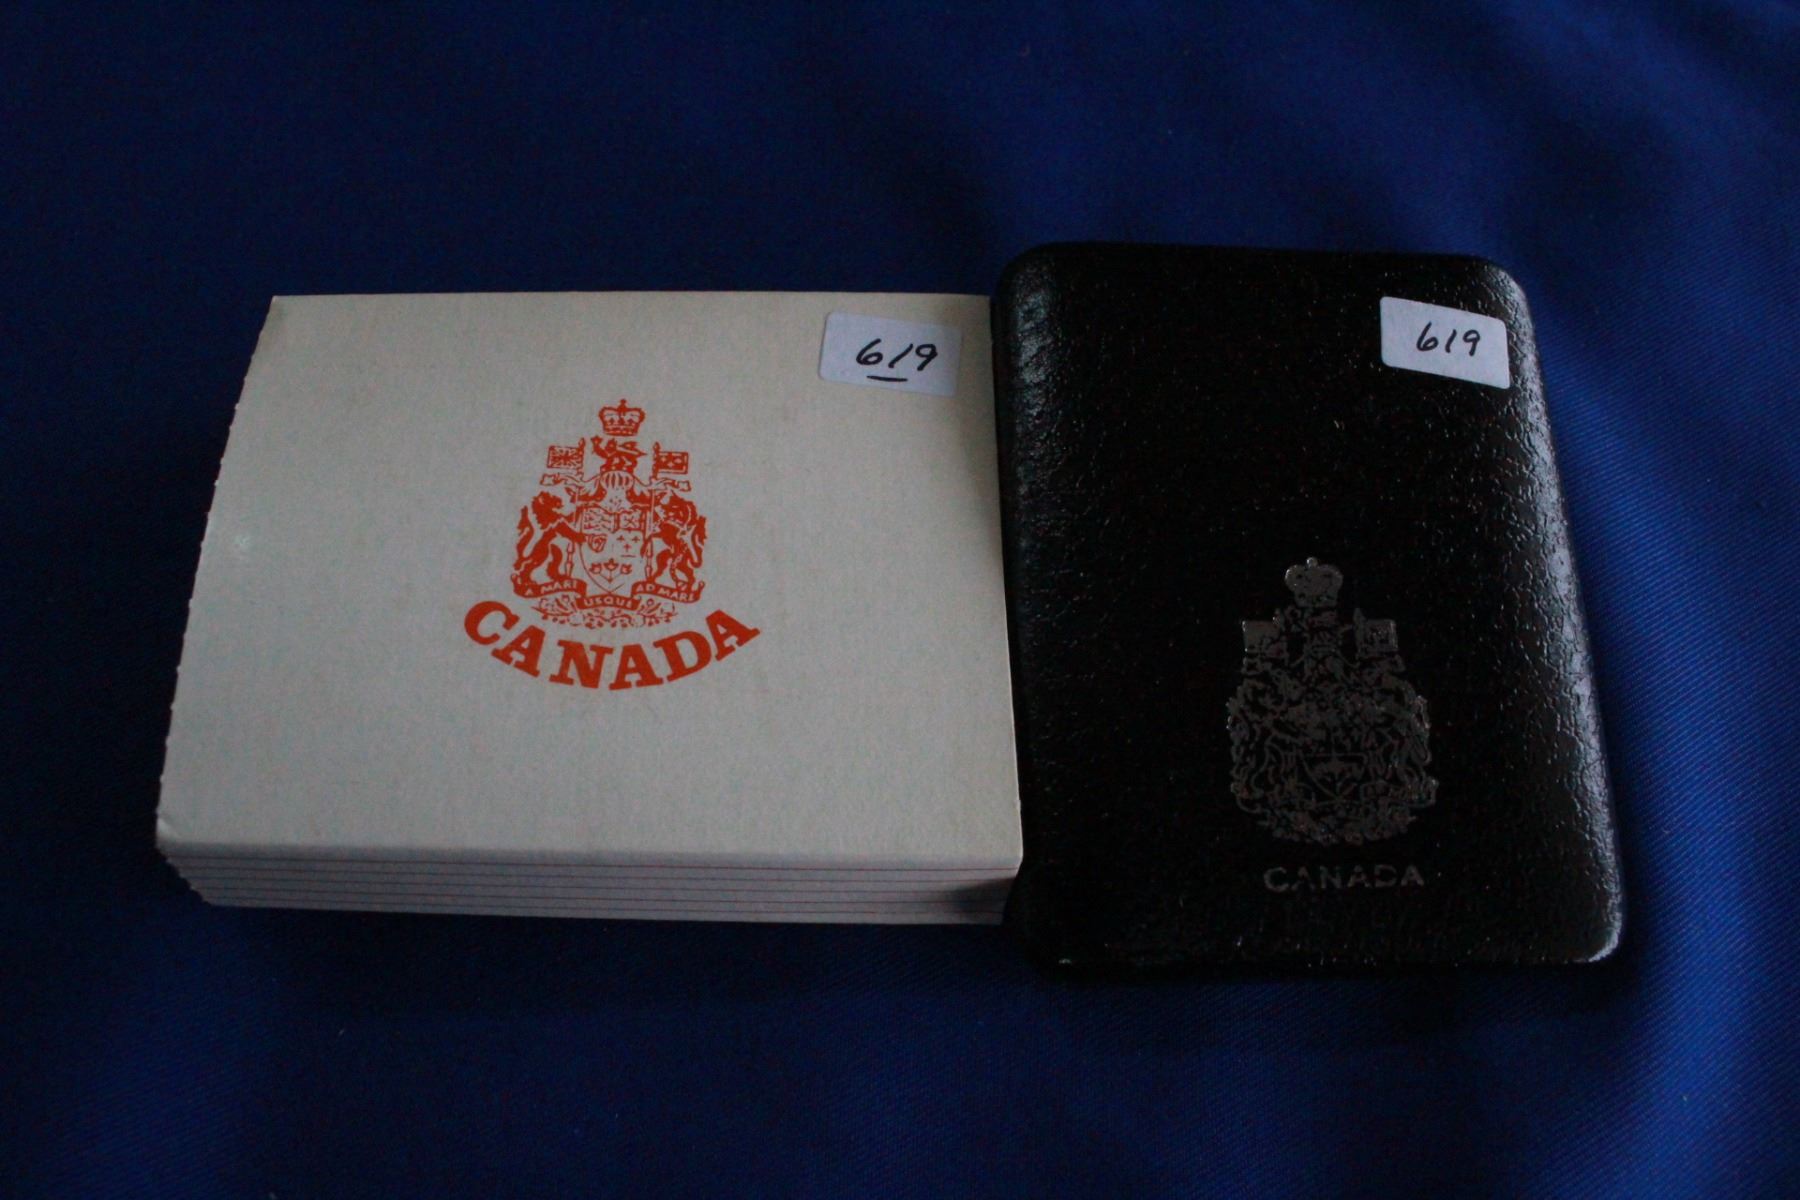 619
A MARI USQUE AD MARE
CANADA
619
CANADA